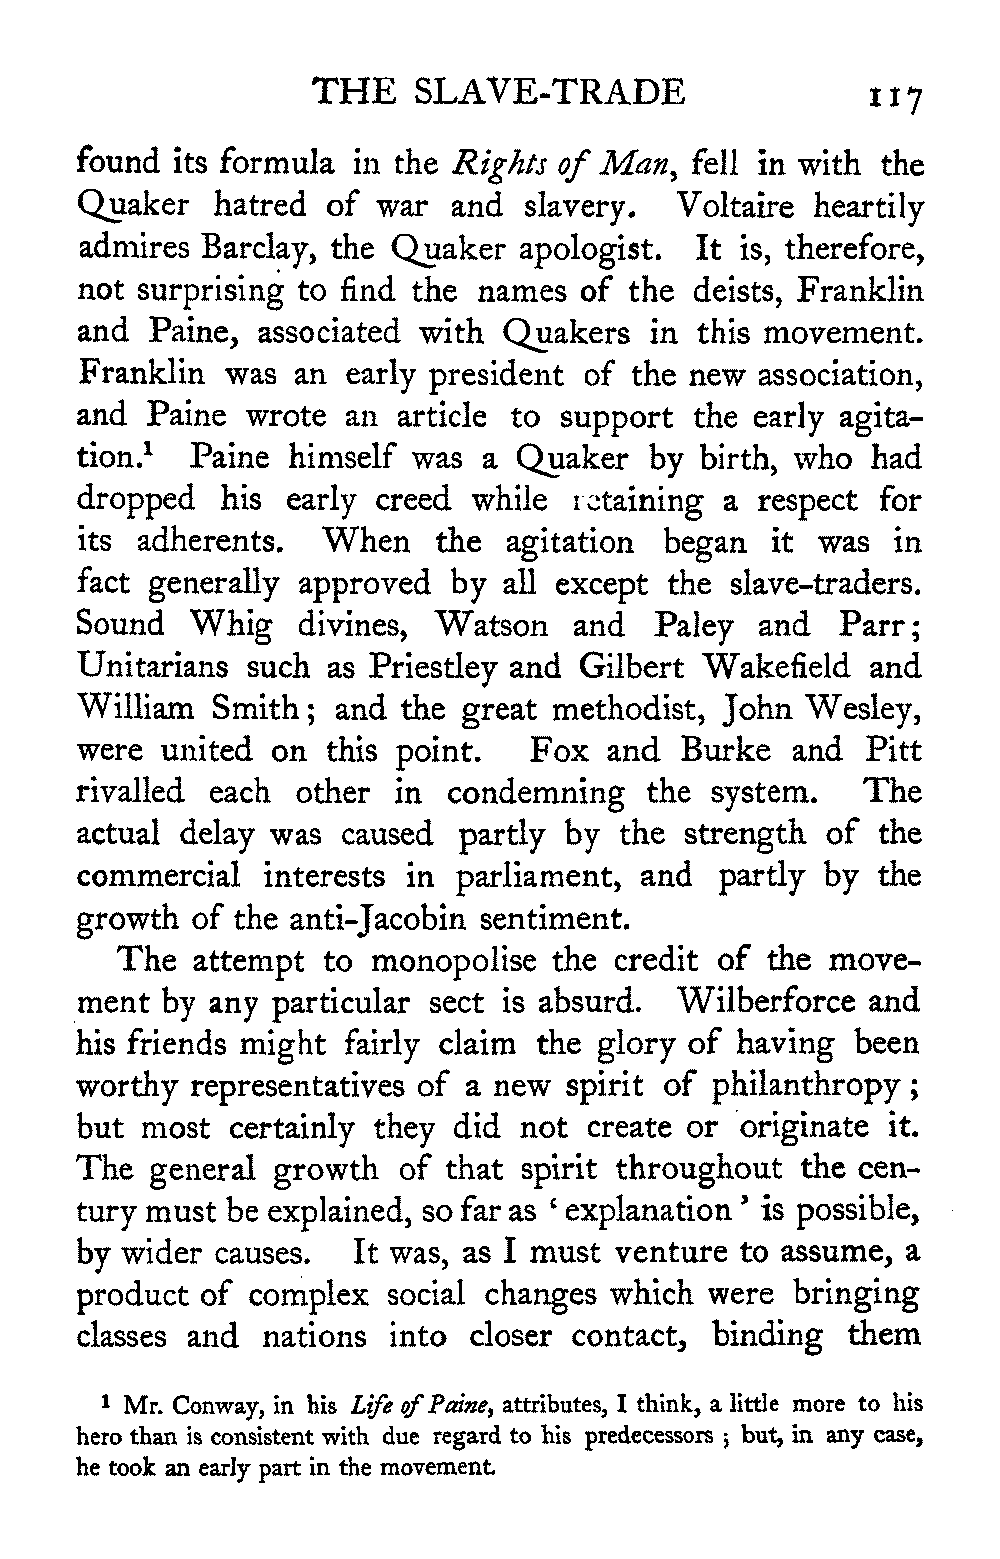 THE SLAVE-TRADE 117
found its formula in the Rights of Man, fell in with the
Quaker hatred of war and slavery. Voltaire heartily
admires Barclay, the Quaker apologist. It is, therefore,
not surprising to find the names of the deists, Franklin
and Paine, associated with Quakers in this movement.
Franklin was an early president of the new association,
and Paine wrote an article to support the early agita-
tion.¹ Paine himself was a Quaker by birth, who had
dropped his early creed while retaining a respect for
its adherents. When the agitation began it was in
fact generally approved by all except the slave-traders.
Sound Whig divines, Watson and Paley and Parr;
Unitarians such as Priestley and Gilbert Wakefield and
William Smith; and the great methodist, John Wesley,
were united on this point. Fox and Burke and Pitt
rivalled each other in condemning the system. The
actual delay was caused partly by the strength of the
commercial interests in parliament, and partly by the
growth of the anti-Jacobin sentiment.
The attempt to monopolise the credit of the move-
ment by any particular sect is absurd. Wilberforce and
his friends might fairly claim the glory of having been
worthy representatives of a new spirit of philanthropy;
but most certainly they did not create or originate it.
The general growth of that spirit throughout the cen-
tury must be explained, so far as ‘explanation’ is possible,
by wider causes. It was, as I must venture to assume, a
product of complex social changes which were bringing
classes and nations into closer contact, binding them
¹ Mr. Conway, in his Life of Paine, attributes, I think, a little more to his
hero than is consistent with due regard to his predecessors; but, in any case,
he took an early part in the movement.